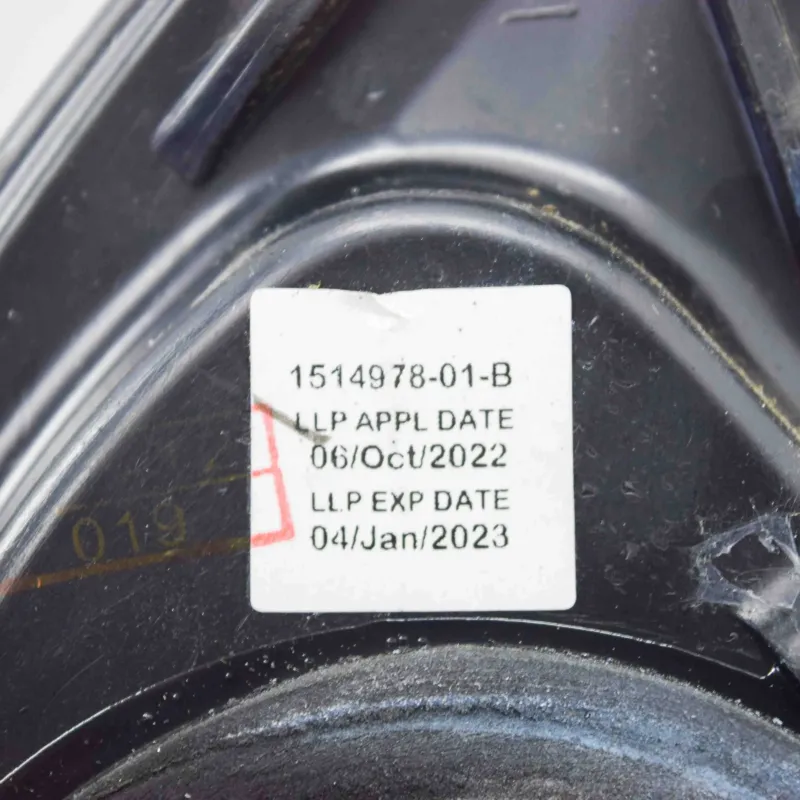 1514978-01-B
LLP APPL DATE
06/Oct/2022
LLP EXP DATE
04/Jan/2023
019